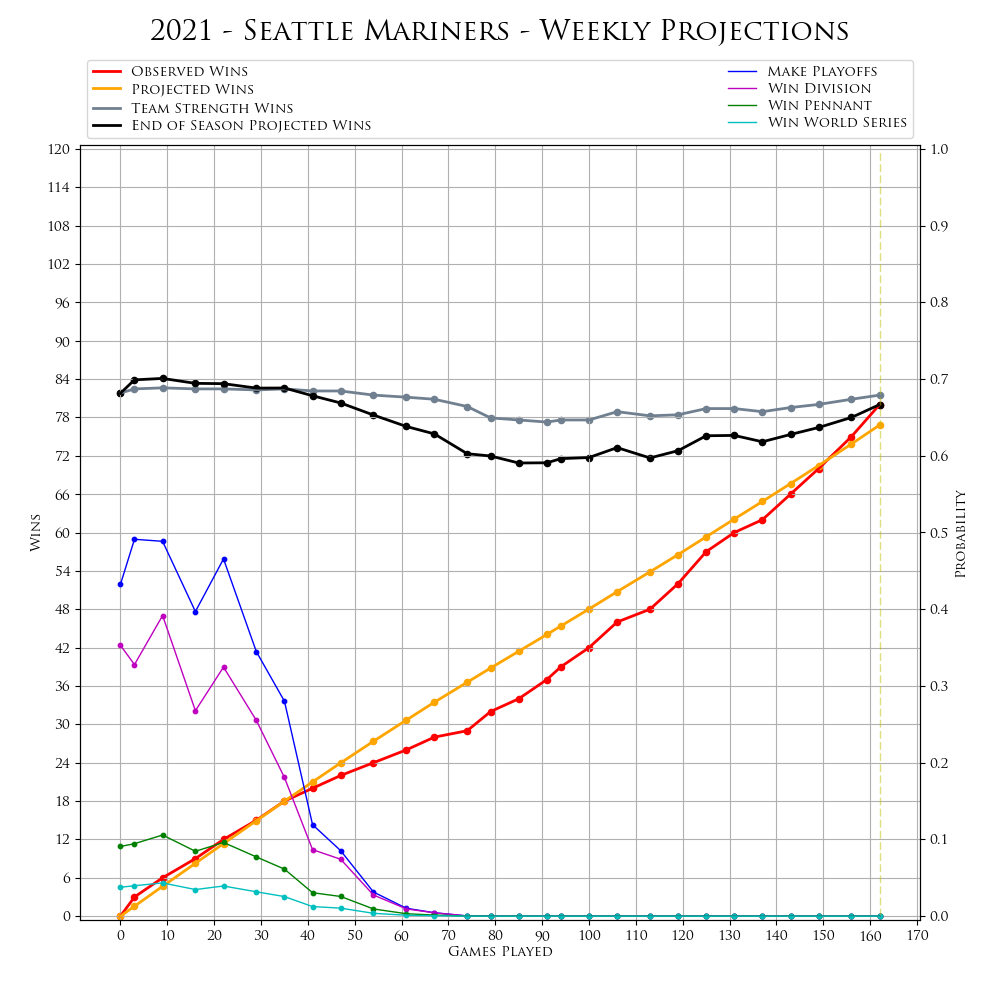 2021 - Seattle Mariners - Weekly Projections
Observed Wins
Projected Wins
Team Strength Wins
End of Season Projected Wins
Make Playoffs
Win Division
Win Pennant
Win World Series
120
114
108
102
96
90
84
78
72
66
60
54
48
42
36
30
24
18
12
6
0
Wins
1.0
0.9
0.8
0.7
0.6
0.5
0.4
0.3
0.2
0.1
0.0
Probability
0 10 20 30 40 50 60 70 80 90 100 110 120 130 140 150 160 170
Games Played